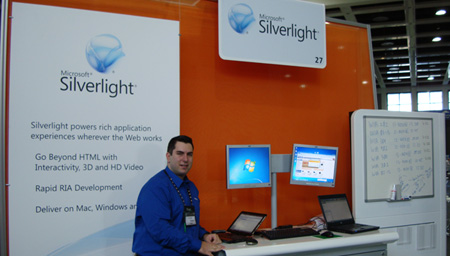 Microsoft®
Silverlight™
27
Microsoft®
Silverlight™
Silverlight powers rich application
experiences wherever the Web works
Go Beyond HTML with
Interactivity, 3D and HD Video
Rapid RIA Development
Deliver on Mac, Windows and